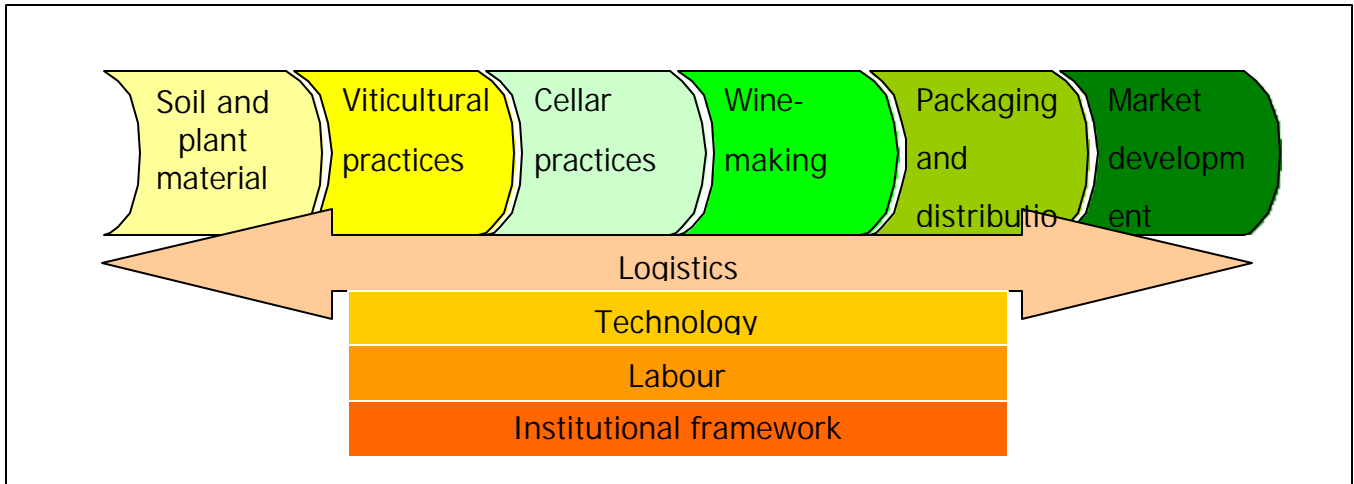 Soil and
plant
material
Viticultural
practices
Cellar
practices
Wine-
making
Packaging
and
distributio
Market
developm
ent
Logistics
Technology
Labour
Institutional framework